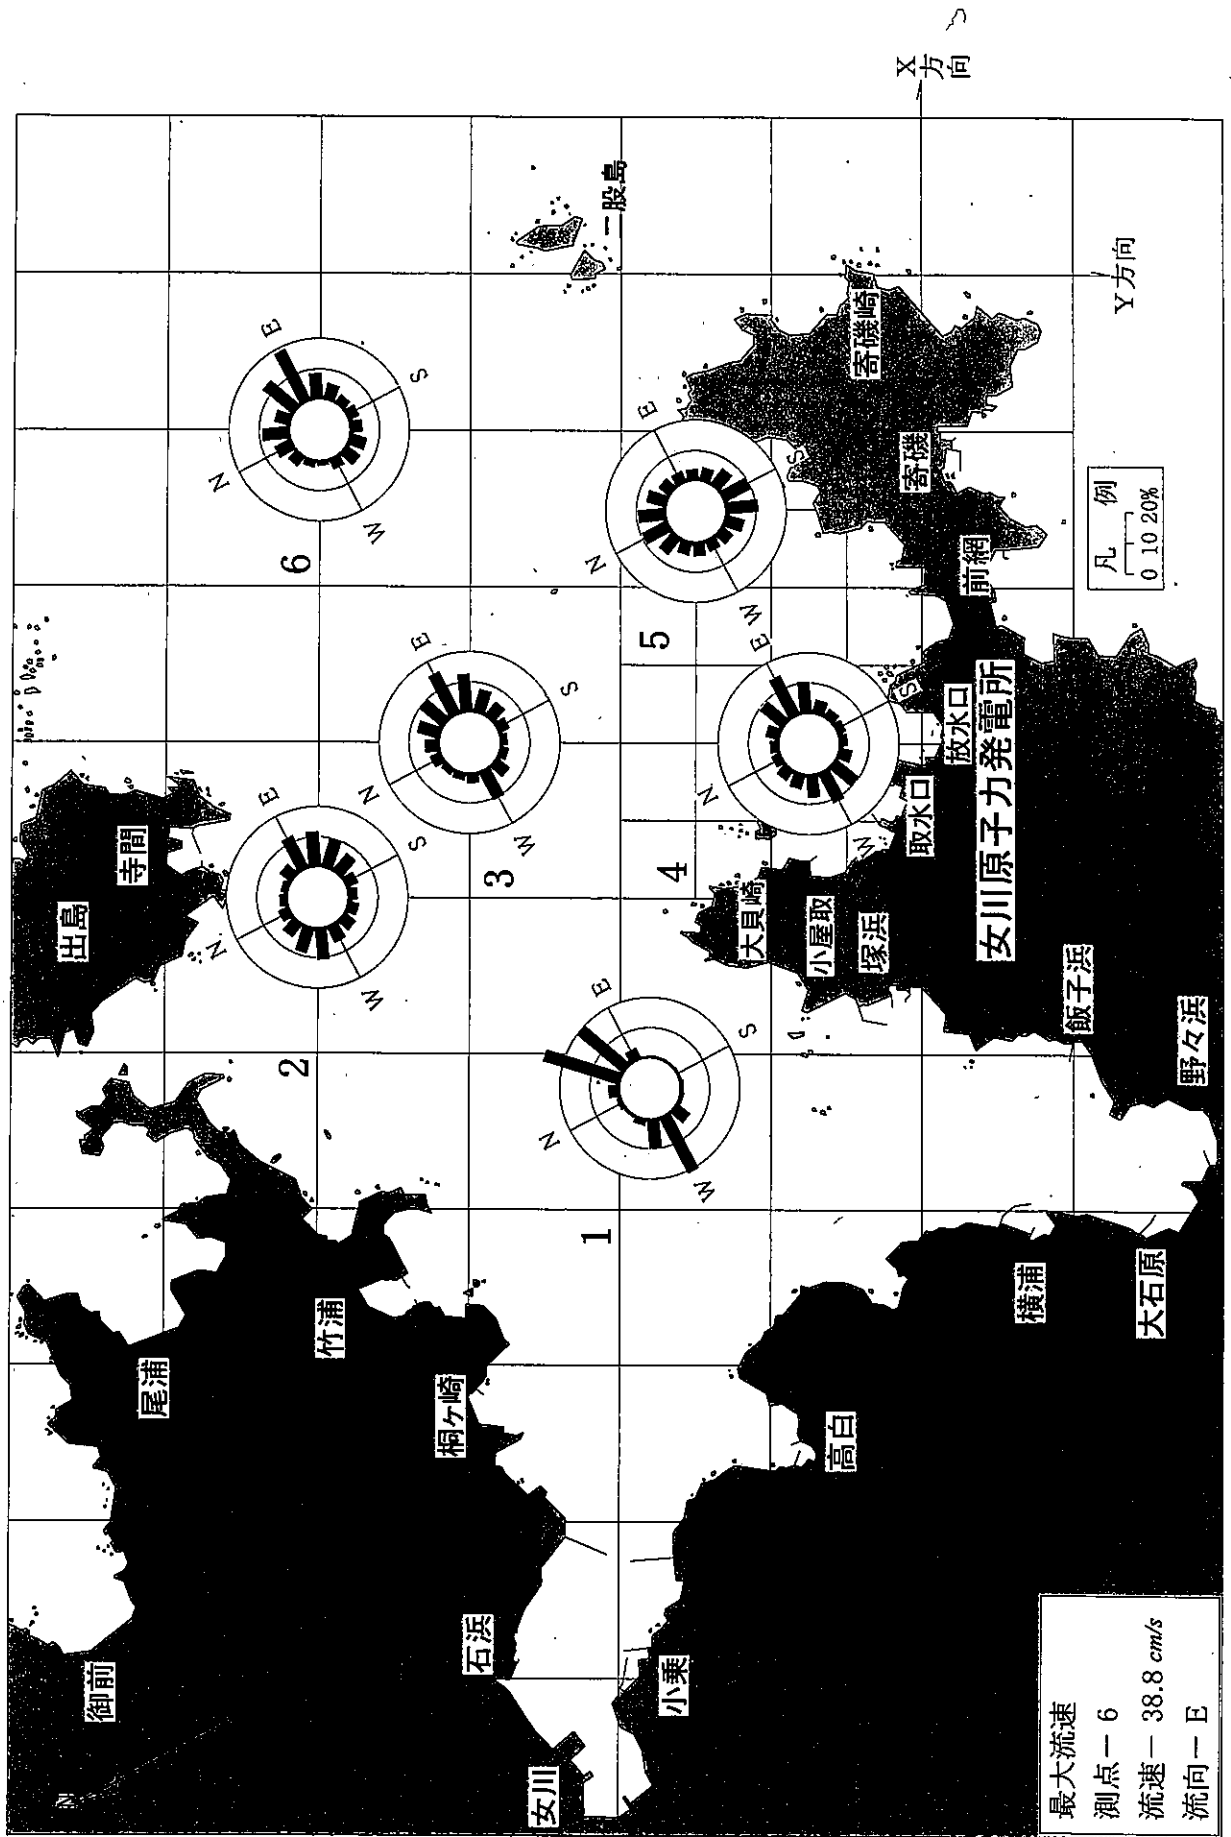 X方向
Y方向
二股島
寄磯崎
寄磯
前網
凡 例
0 10 20%
E
S
N
W
6
E
S
N
W
5
E
S
N
W
3
E
S
N
W
4
E
S
N
W
2
E
S
N
W
1
放水口
取水口
女川原子力発電所
寺間
出島
大貝崎
小屋取
塚浜
飯子浜
野々浜
竹浦
尾浦
桐ケ崎
高白
横浦
大石原
石浜
小乗
御前
女川
N
最大流速
測点ー 6
流速ー 38.8 cm/s
流向ー E